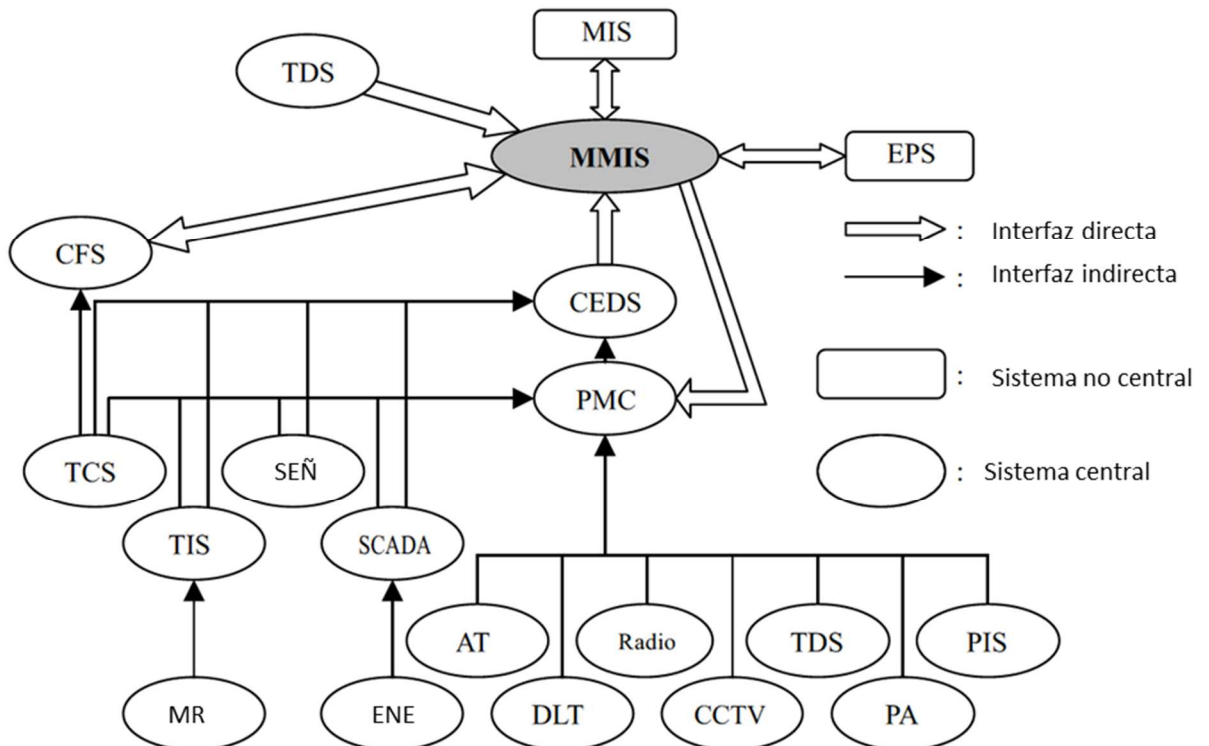 MIS
TDS
MMIS
EPS
: Interfaz directa
CFS
: Interfaz indirecta
CEDS
: Sistema no central
PMC
TCS
SEÑ
: Sistema central
TIS
SCADA
AT
Radio
TDS
PIS
MR
ENE
DLT
CCTV
PA